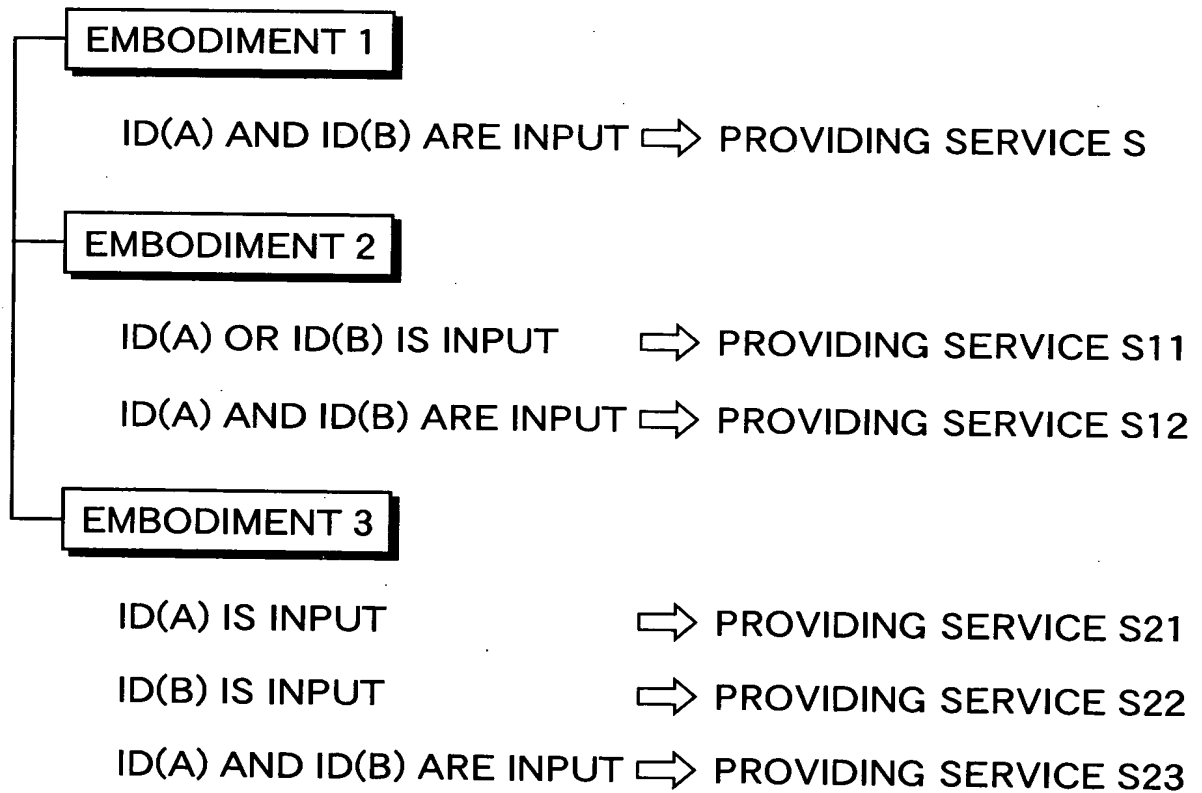 EMBODIMENT 1
ID(A) AND ID(B) ARE INPUT ⇨ PROVIDING SERVICE S
EMBODIMENT 2
ID(A) OR ID(B) IS INPUT ⇨ PROVIDING SERVICE S11
ID(A) AND ID(B) ARE INPUT ⇨ PROVIDING SERVICE S12
EMBODIMENT 3
ID(A) IS INPUT ⇨ PROVIDING SERVICE S21
ID(B) IS INPUT ⇨ PROVIDING SERVICE S22
ID(A) AND ID(B) ARE INPUT ⇨ PROVIDING SERVICE S23